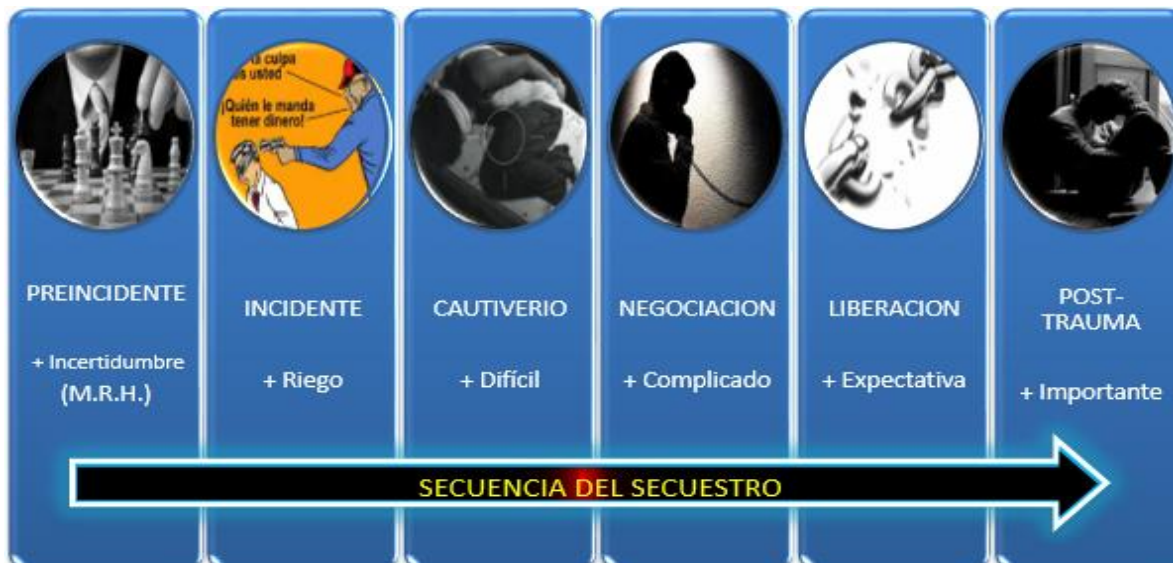 la culpa
es usted
¡Quién le manda
tener dinero!
PREINCIDENTE
+ Incertidumbre
(M.R.H.)
INCIDENTE
+ Riego
CAUTIVERIO
+ Difícil
NEGOCIACION
+ Complicado
LIBERACION
+ Expectativa
POST-
TRAUMA
+ Importante
SECUENCIA DEL SECUESTRO